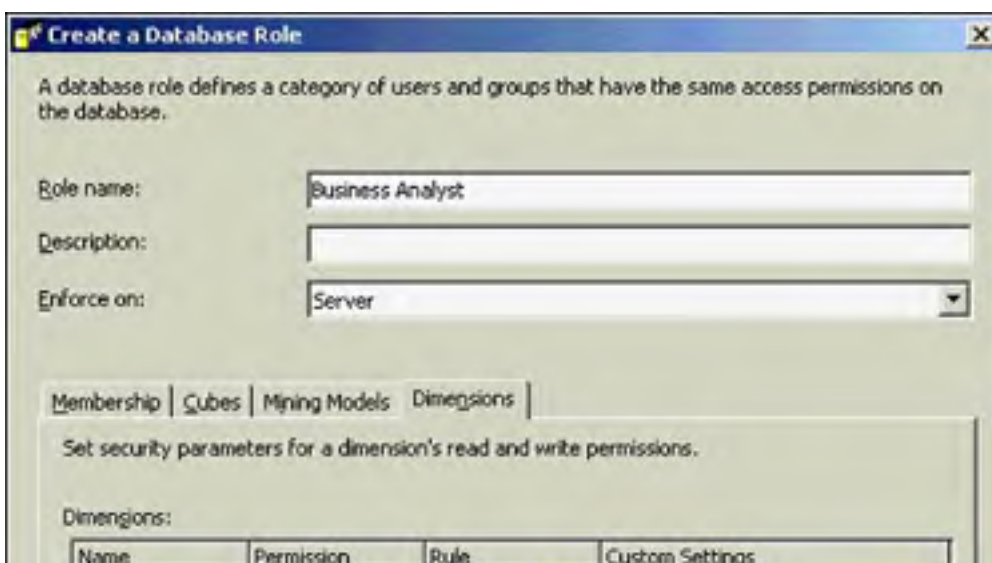 Create a Database Role
A database role defines a category of users and groups that have the same access permissions on
the database.
Role name: Business Analyst
Description:
Enforce on: Server
Membership Cubes Mining Models Dimensions
Set security parameters for a dimension's read and write permissions.
Dimensions:
Name Permission Rule Custom Settings